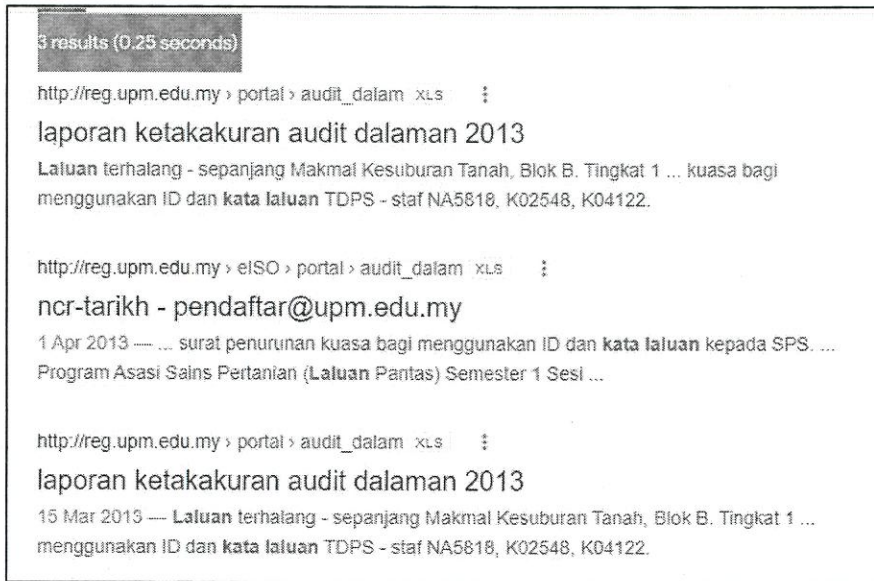 3 results (0.25 seconds)
http://reg.upm.edu.my › portal › audit_dalam XLS
laporan ketakakuran audit dalaman 2013
Laluan terhalang - sepanjang Makmal Kesuburan Tanah, Blok B. Tingkat 1 ... kuasa bagi
menggunakan ID dan kata laluan TDPS - staf NA5818, K02548, K04122.
http://reg.upm.edu.my › eISO › portal › audit_dalam XLS
ncr-tarikh - pendaftar@upm.edu.my
1 Apr 2013 — ... surat penurunan kuasa bagi menggunakan ID dan kata laluan kepada SPS. ...
Program Asasi Sains Pertanian (Laluan Pantas) Semester 1 Sesi ...
http://reg.upm.edu.my › portal › audit_dalam XLS
laporan ketakakuran audit dalaman 2013
15 Mar 2013 — Laluan terhalang - sepanjang Makmal Kesuburan Tanah, Blok B. Tingkat 1 ...
menggunakan ID dan kata laluan TDPS - staf NA5818, K02548, K04122.